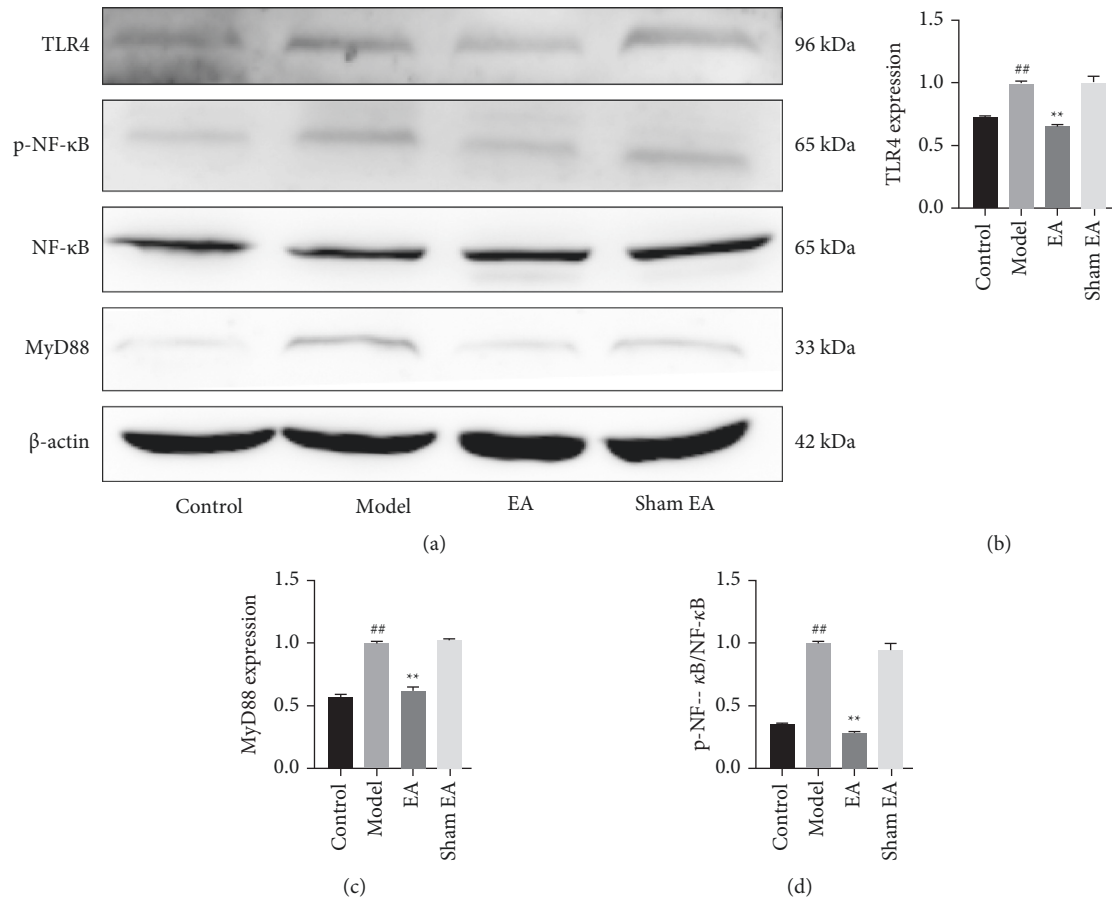 TLR4
96 kDa
p-NF-κB
65 kDa
NF-κB
65 kDa
MyD88
33 kDa
β-actin
42 kDa
Control Model EA Sham EA
(a)
1.5
1.0
0.5
0.0
TLR4 expression
##
**
Control
Model
EA
Sham EA
(b)
1.5
1.0
0.5
0.0
MyD88 expression
##
**
Control
Model
EA
Sham EA
(c)
1.5
1.0
0.5
0.0
p-NF-- κB/NF-κB
##
**
Control
Model
EA
Sham EA
(d)